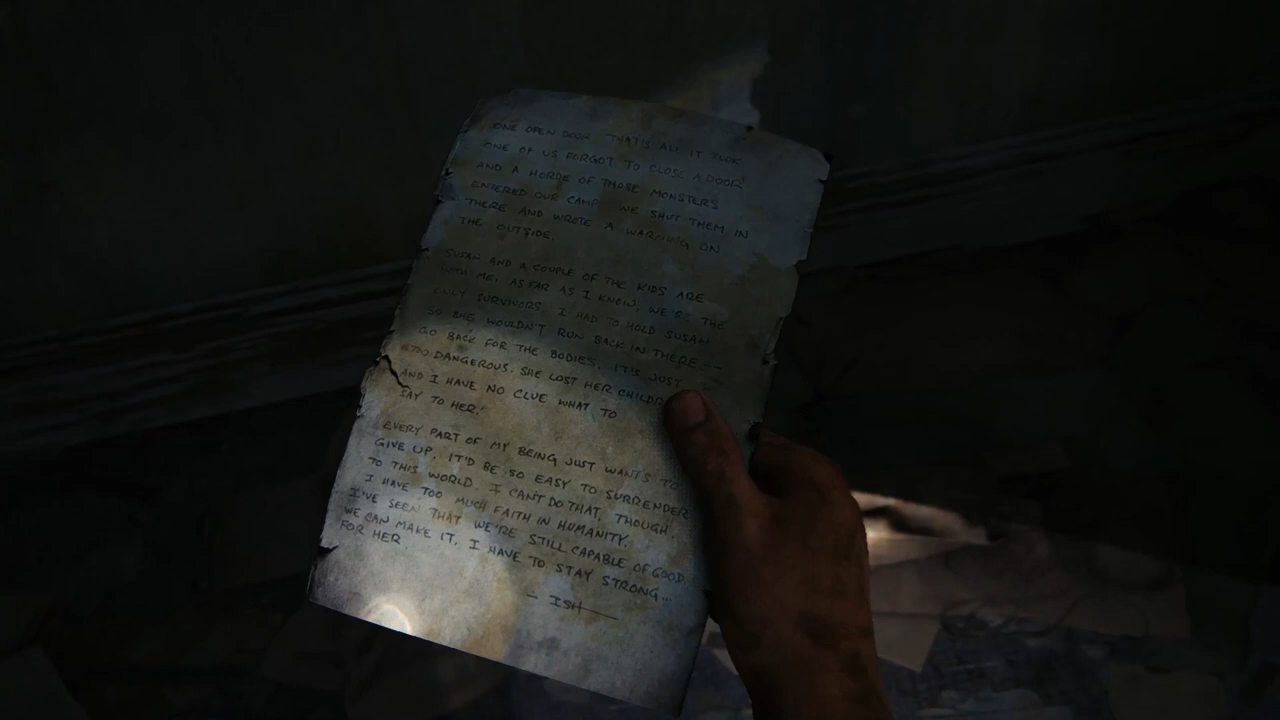 ONE OPEN DOOR THAT'S ALL IT TOOK
ONE OF US FORGOT TO CLOSE A DOOR
AND A HORDE OF THOSE MONSTERS
ENTERED OUR CAMP. WE SHUT THEM IN
THERE AND WROTE A WARNING ON
THE OUTSIDE.
SUSAN AND A COUPLE OF THE KIDS ARE
WITH ME, AS FAR AS I KNOW, WE'RE THE
ONLY SURVIVORS. I HAD TO HOLD SUSAN
SO SHE WOULDN'T RUN BACK IN THERE --
GO BACK FOR THE BODIES. IT'S JUST
TOO DANGEROUS. SHE LOST HER CHILDR
AND I HAVE NO CLUE WHAT TO
SAY TO HER.
EVERY PART OF MY BEING JUST WANTS TO
GIVE UP. IT'D BE SO EASY TO SURRENDER
TO THIS WORLD. I CAN'T DO THAT, THOUGH.
I HAVE TOO MUCH FAITH IN HUMANITY.
I'VE SEEN THAT WE'RE STILL CAPABLE OF GOOD.
WE CAN MAKE IT. I HAVE TO STAY STRONG...
FOR HER.
- ISH